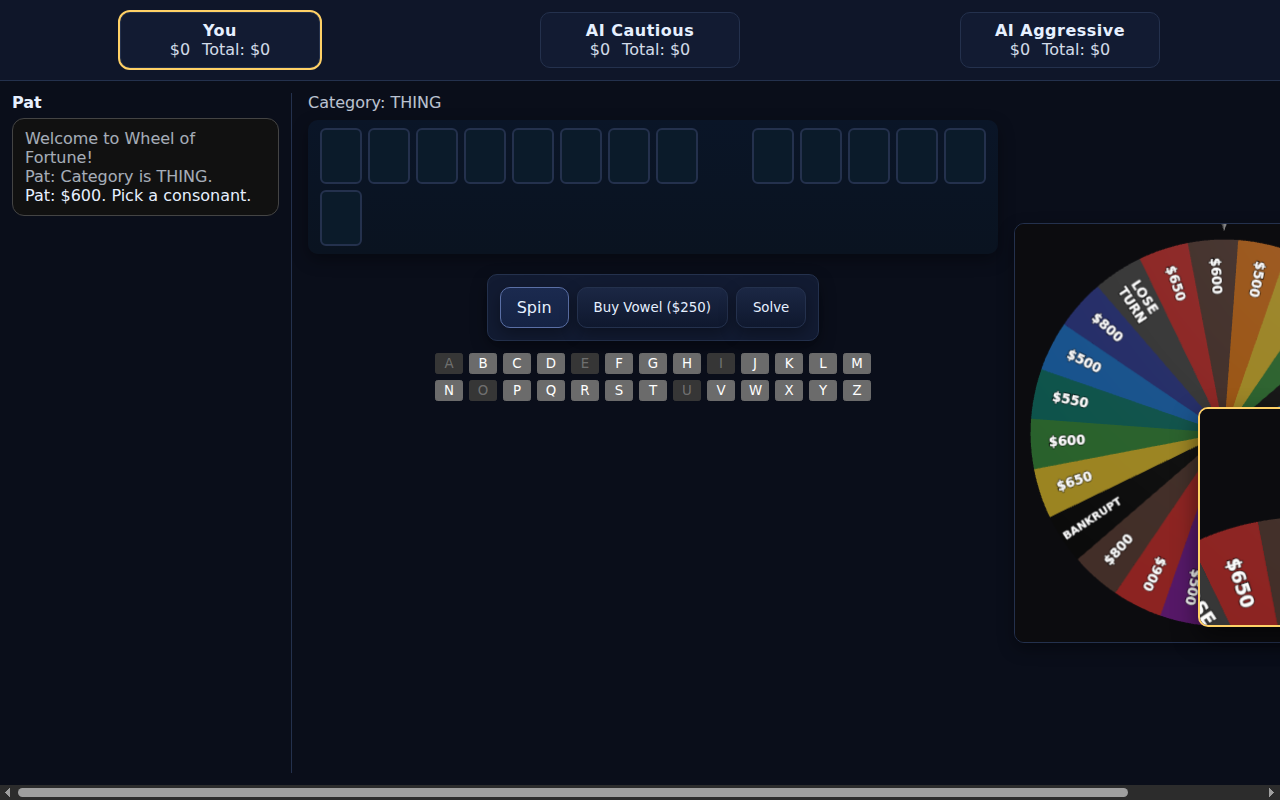 You
$0 Total: $0
AI Cautious
$0 Total: $0
AI Aggressive
$0 Total: $0
Pat
Welcome to Wheel of
Fortune!
Pat: Category is THING.
Pat: $600. Pick a consonant.
Category: THING
Spin
Buy Vowel ($250)
Solve
A B C D E F G H I J K L M
N O P Q R S T U V W X Y Z
$500
$600
$650
LOSE
TURN
$800
$500
$550
$600
$650
BANKRUPT
$800
$900
$500
$650